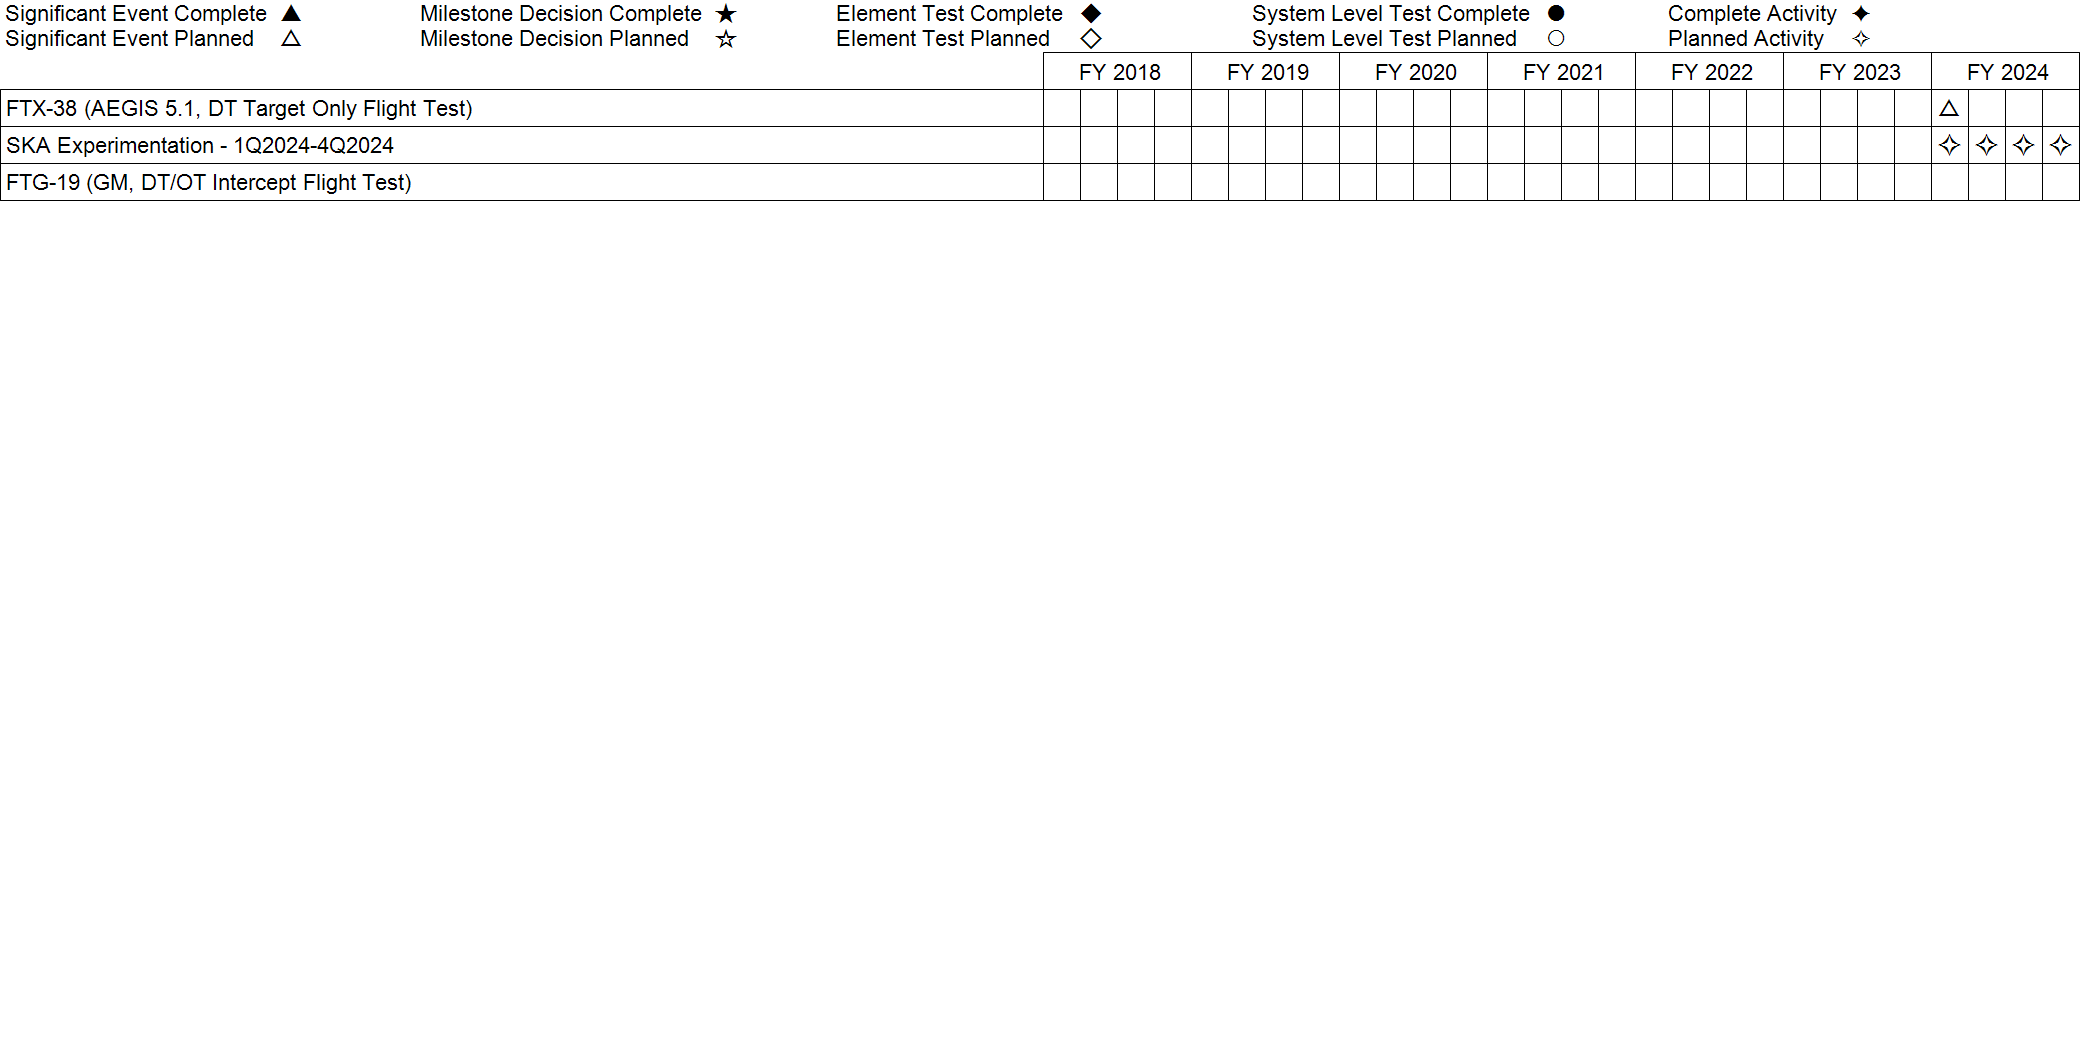 Significant Event Complete ▲ Milestone Decision Complete ★ Element Test Complete ◆ System Level Test Complete ● Complete Activity ✦
Significant Event Planned △ Milestone Decision Planned ☆ Element Test Planned ◇ System Level Test Planned ○ Planned Activity ✧
FY 2018 FY 2019 FY 2020 FY 2021 FY 2022 FY 2023 FY 2024
FTX-38 (AEGIS 5.1, DT Target Only Flight Test) △
SKA Experimentation - 1Q2024-4Q2024 ✧ ✧ ✧ ✧
FTG-19 (GM, DT/OT Intercept Flight Test)